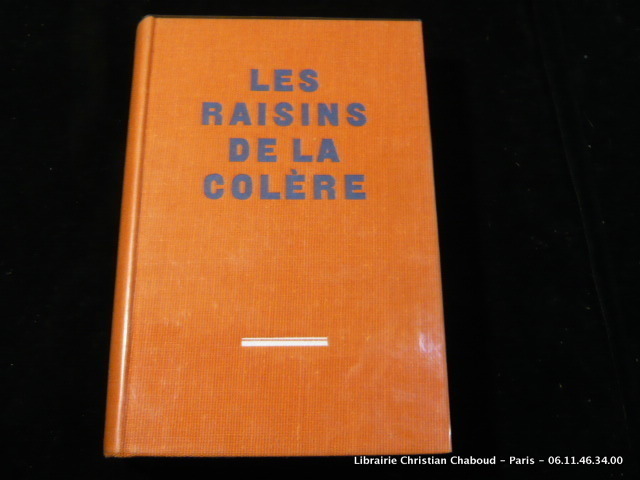 LES
RAISINS
DE LA
COLÈRE
Librairie Christian Chaboud - Paris - 06.11.46.34.00